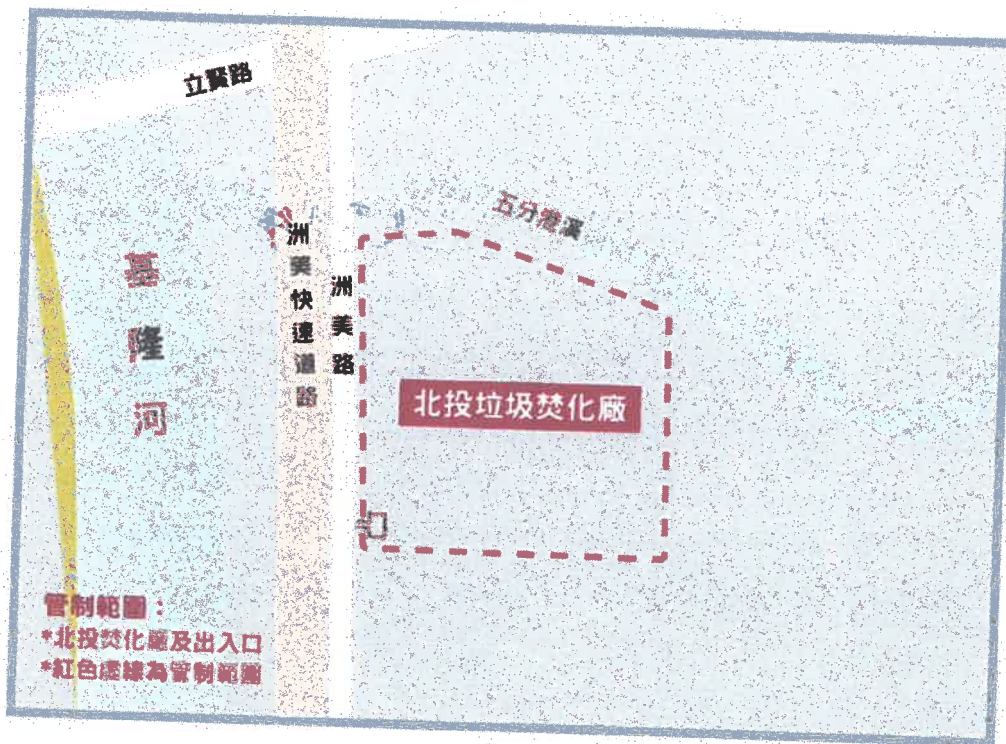 立賢路
五分港溪
基隆河
洲美快速道路
洲美路
北投垃圾焚化廠
管制範圍：
*北投焚化廠及出入口
*紅色虛線為管制範圍